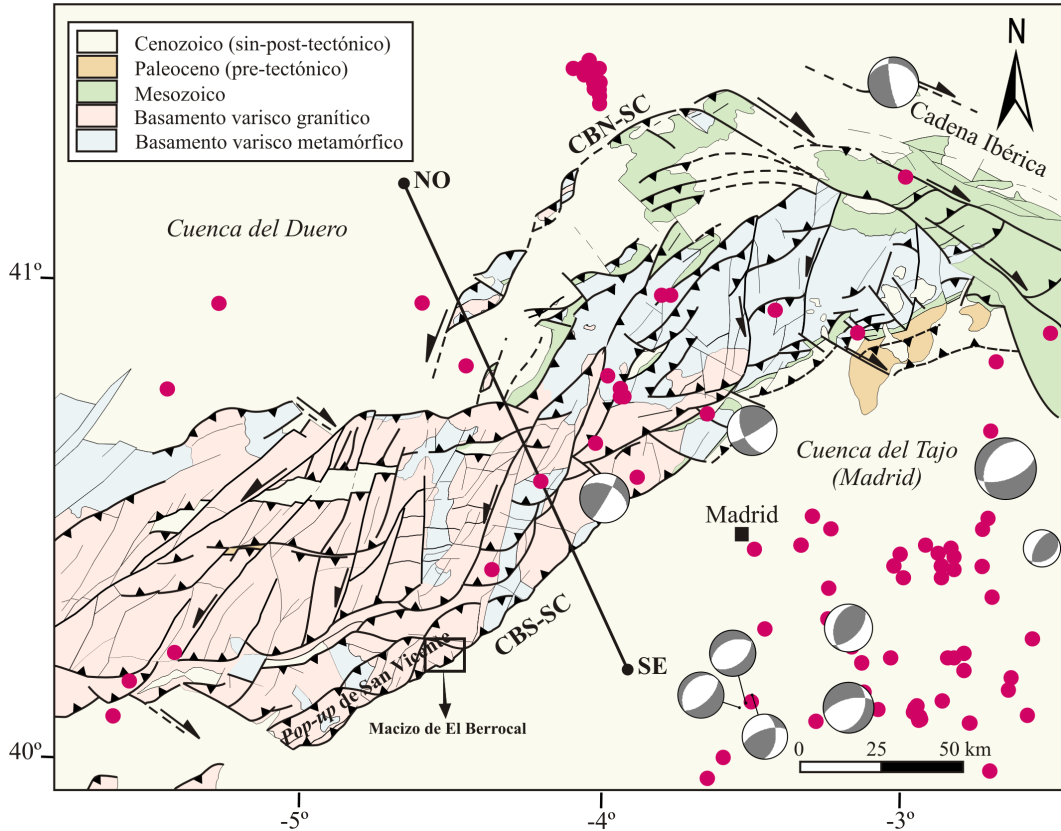 Cenozoico (sin-post-tectónico)
Paleoceno (pre-tectónico)
Mesozoico
Basamento varisco granítico
Basamento varisco metamórfico
N
CBN-SC
Cadena Ibérica
NO
Cuenca del Duero
41º
Cuenca del Tajo
(Madrid)
Madrid
CBS-SC
SE
Pop-up de San Vicente
Macizo de El Berrocal
40º
0 25 50 km
-5º -4º -3º